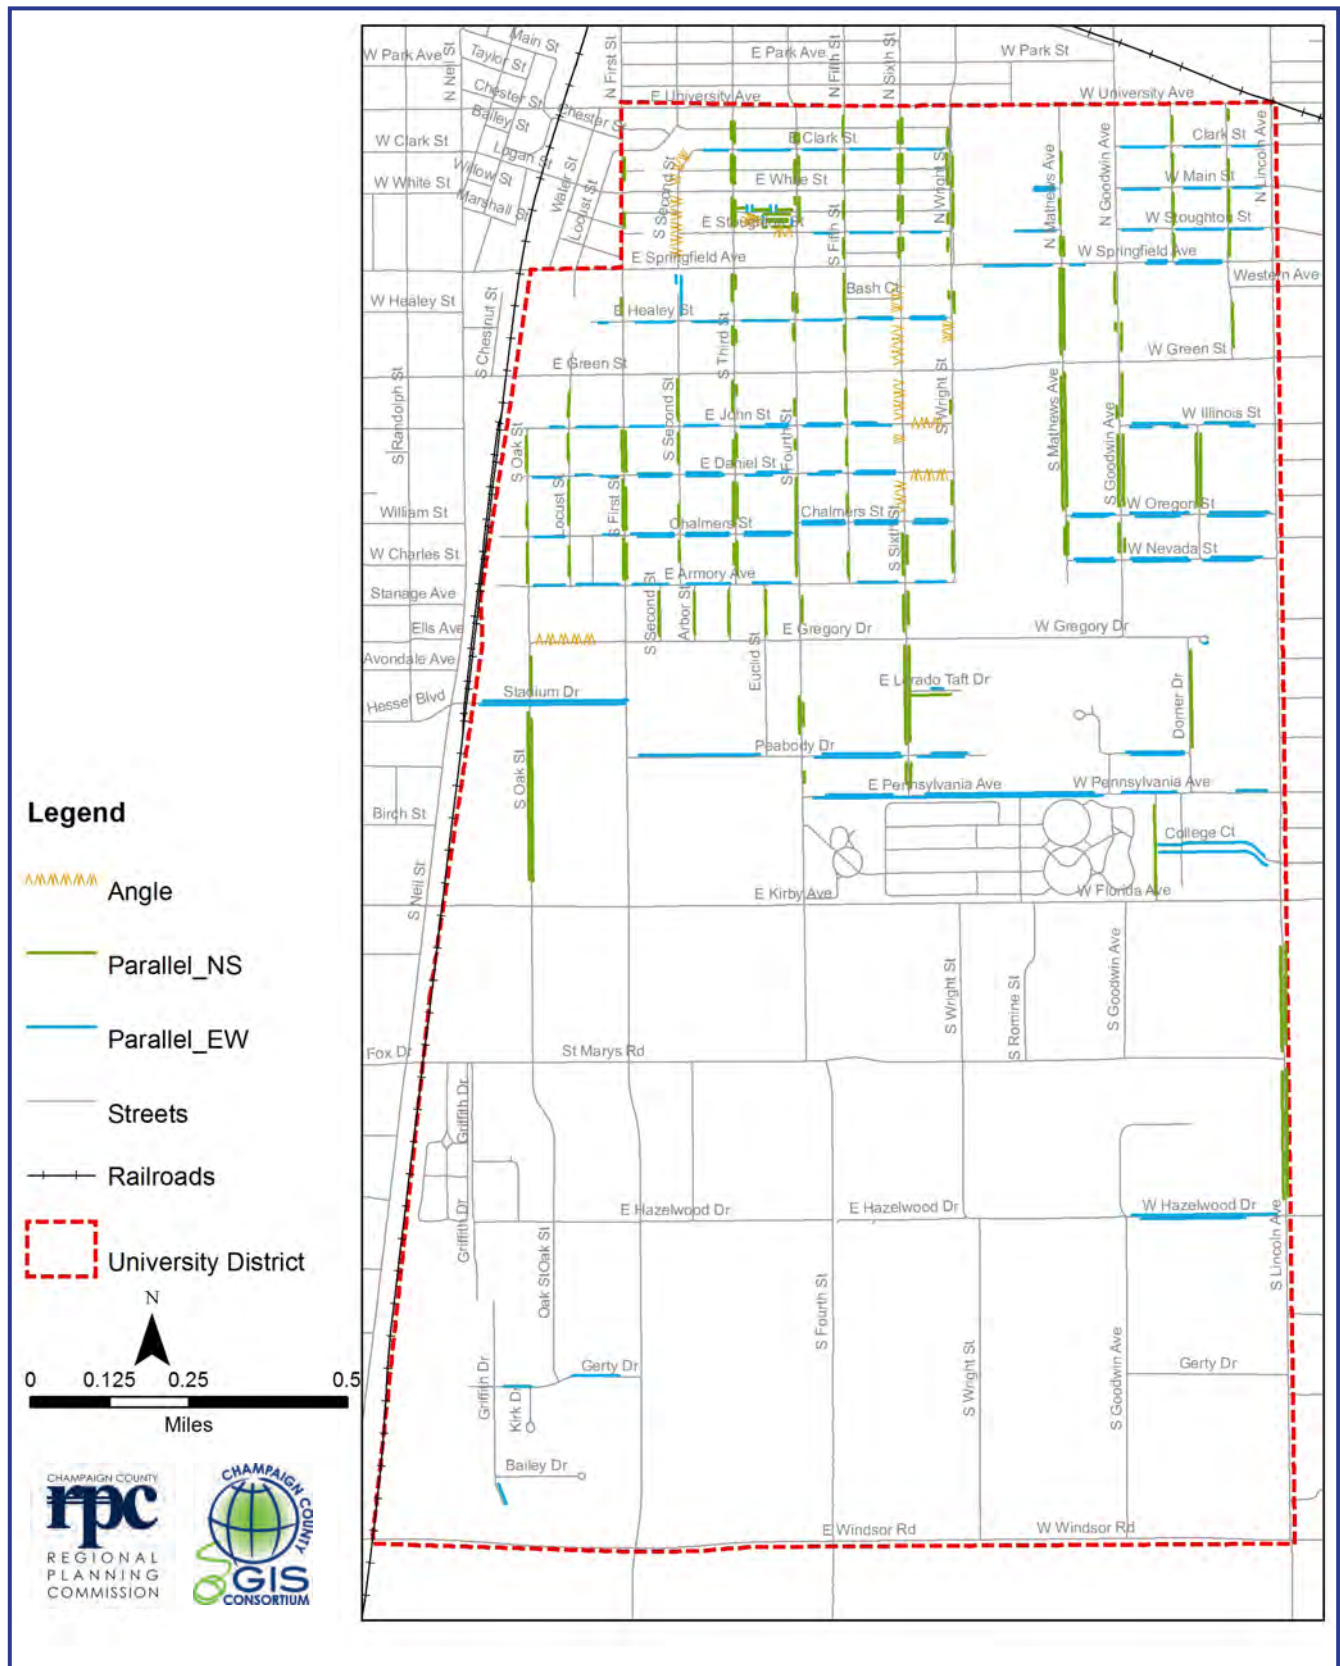 Main St
W Park Ave
Taylor St
N Neil St
N First St
E Park Ave
N Fifth St
N Sixth St
W Park St
Chester St
E University Ave
W University Ave
Bailey St
Chester St
W Clark St
Logan St
Water St
E Clark St
Clark St
N Lincoln Ave
Willow St
W White St
Locust St
S Second St
E White St
N Wright St
N Mathews Ave
N Goodwin Ave
W Main St
Marshall St
S Fifth St
W Stoughton St
E Springfield Ave
W Springfield Ave
Western Ave
W Healey St
S Chestnut St
E Healey St
Bash Ct
S Third St
S Wright St
W Green St
E Green St
S Randolph St
S Oak St
S Second St
E John St
S Fourth St
S Mathews Ave
S Goodwin Ave
W Illinois St
E Daniel St
Locust St
S First St
William St
Chalmers St
Chalmers St
S Sixth St
W Oregon St
W Charles St
W Nevada St
E Armory Ave
Stanage Ave
S Second St
Arbor St
Ells Ave
E Gregory Dr
W Gregory Dr
Avondale Ave
Euclid St
Hessel Blvd
Stadium Dr
E Lorado Taft Dr
Dorner Dr
S Oak St
Peabody Dr
E Pennsylvania Ave
W Pennsylvania Ave
Birch St
College Ct
S Neil St
E Kirby Ave
W Florida Ave
S Wright St
S Romine St
S Goodwin Ave
Fox Dr
St Marys Rd
Griffith Dr
Griffith Dr
E Hazelwood Dr
E Hazelwood Dr
W Hazelwood Dr
S Lincoln Ave
Oak St
Oak St
S Fourth St
S Wright St
S Goodwin Ave
Griffith Dr
Kirk Dr
Gerty Dr
Gerty Dr
Bailey Dr
E Windsor Rd
W Windsor Rd
Legend
Angle
Parallel_NS
Parallel_EW
Streets
Railroads
University District
N
0 0.125 0.25 0.5
Miles
CHAMPAIGN COUNTY
rpc
REGIONAL
PLANNING
COMMISSION
CHAMPAIGN COUNTY
GIS
CONSORTIUM